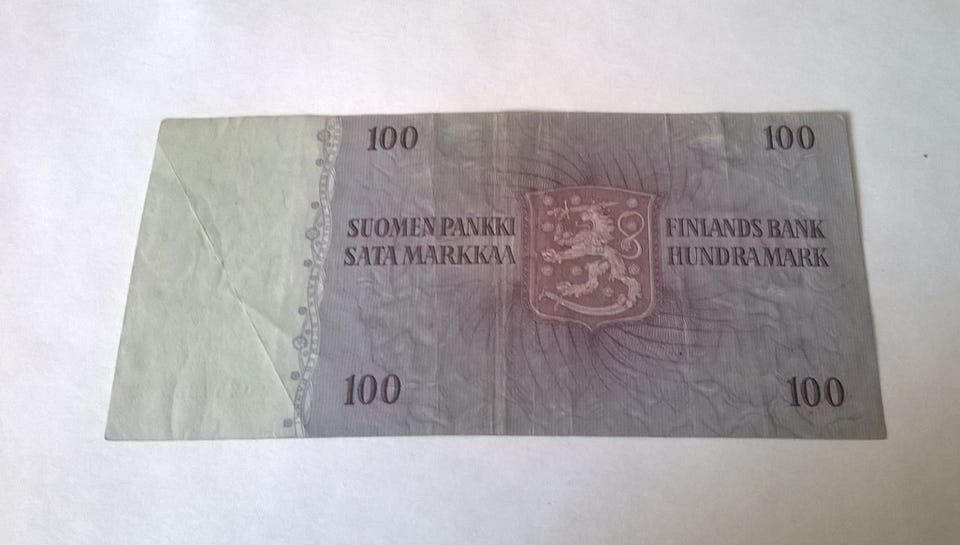 100 100
SUOMEN PANKKI FINLANDS BANK
SATA MARKKAA HUNDRA MARK
100 100